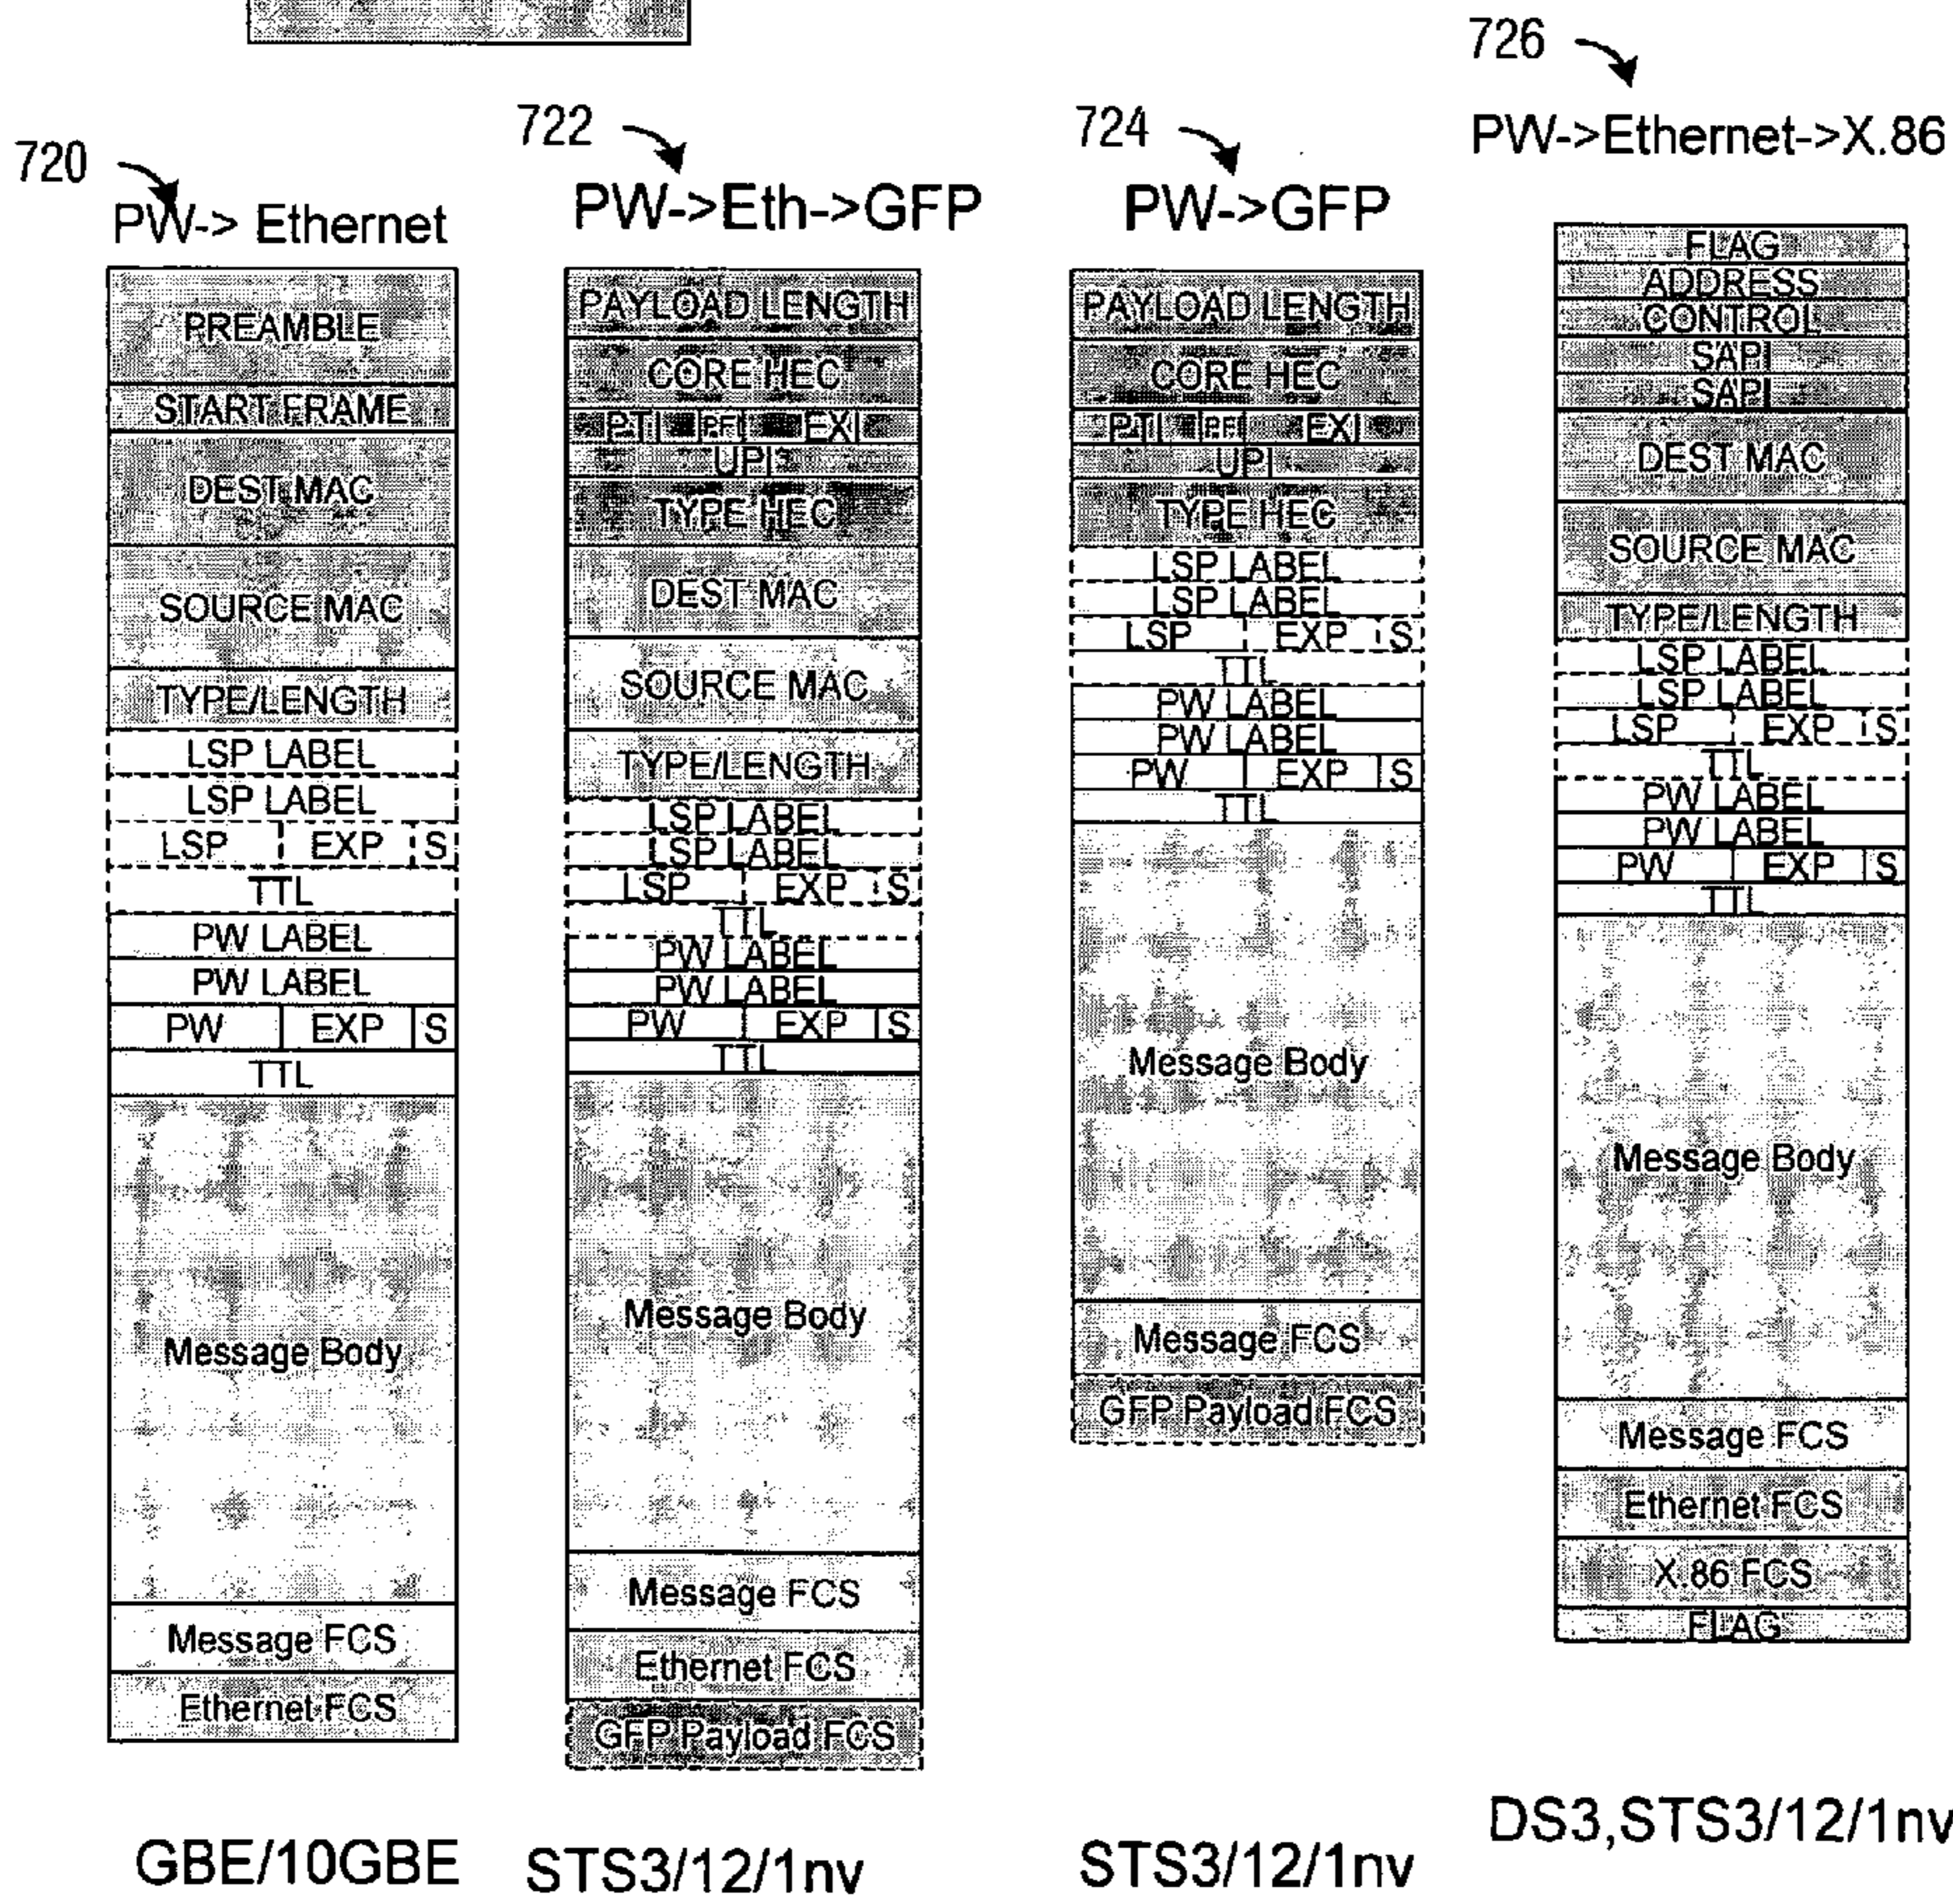 720
PW-> Ethernet
PREAMBLE
START FRAME
DEST MAC
SOURCE MAC
TYPE/LENGTH
LSP LABEL
LSP LABEL
LSP EXP S
TTL
PW LABEL
PW LABEL
PW EXP S
TTL
Message Body
Message FCS
Ethernet FCS
GBE/10GBE
722
PW->Eth->GFP
PAYLOAD LENGTH
CORE HEC
PTI PFI EXI
UPI
TYPE HEC
DEST MAC
SOURCE MAC
TYPE/LENGTH
LSP LABEL
LSP LABEL
LSP EXP S
TTL
PW LABEL
PW LABEL
PW EXP S
TTL
Message Body
Message FCS
Ethernet FCS
GFP Payload FCS
STS3/12/1nv
724
PW->GFP
PAYLOAD LENGTH
CORE HEC
PTI PFI EXI
UPI
TYPE HEC
LSP LABEL
LSP LABEL
LSP EXP S
TTL
PW LABEL
PW LABEL
PW EXP S
TTL
Message Body
Message FCS
GFP Payload FCS
STS3/12/1nv
726
PW->Ethernet->X.86
FLAG
ADDRESS
CONTROL
SAPI
SAPI
DEST MAC
SOURCE MAC
TYPE/LENGTH
LSP LABEL
LSP LABEL
LSP EXP S
TTL
PW LABEL
PW LABEL
PW EXP S
TTL
Message Body
Message FCS
Ethernet FCS
X.86 FCS
FLAG
DS3,STS3/12/1nv